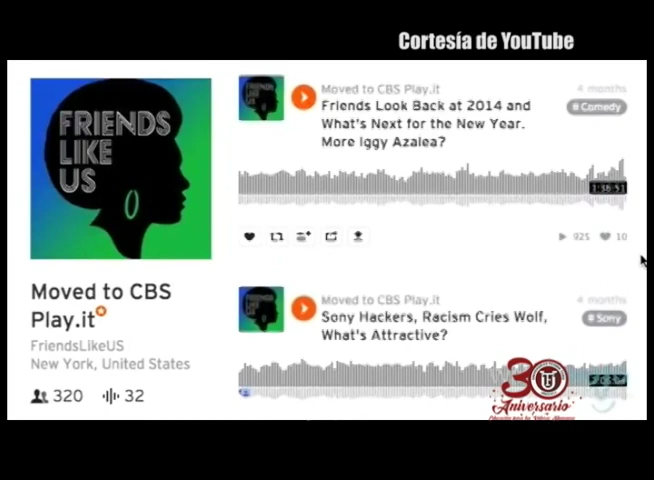 Cortesía de YouTube
FRIENDS
LIKE
US
Moved to CBS
Play.it
FriendsLikeUS
New York, United States
320 32
Moved to CBS Play.it
4 months
Friends Look Back at 2014 and
What's Next for the New Year.
More Iggy Azalea?
# Comedy
1:36:51
925 10
Moved to CBS Play.it
4 months
Sony Hackers, Racism Cries Wolf,
What's Attractive?
# Sony
30
Aniversario